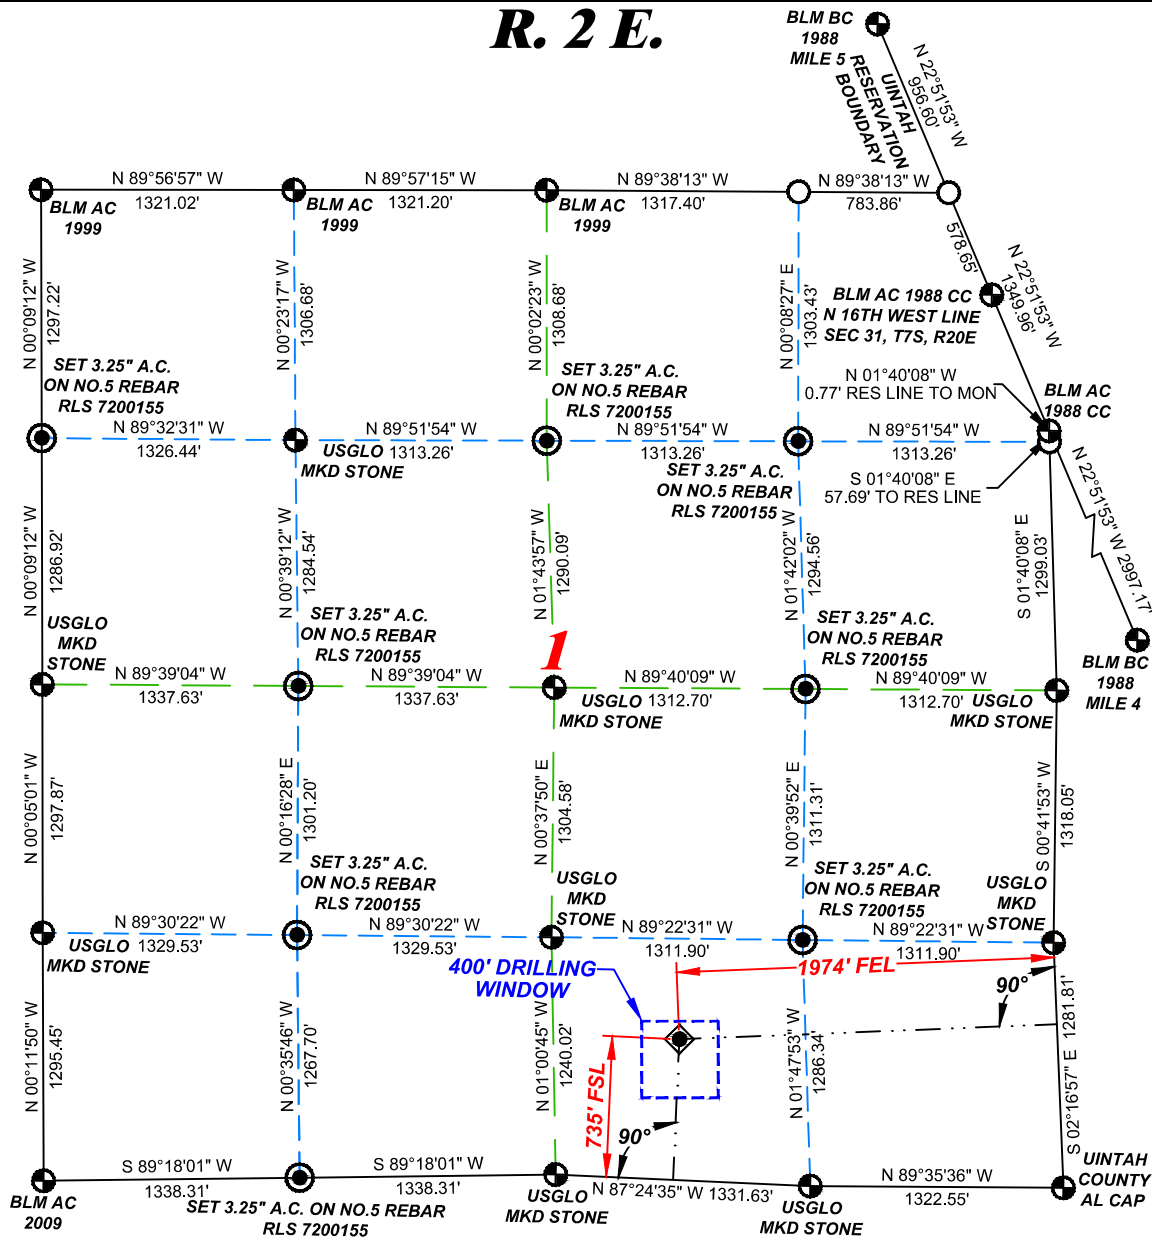 R. 2 E.
BLM BC
1988
MILE 5
UINTAH
RESERVATION
BOUNDARY
N 22°51'53" W
956.60'
N 89°56'57" W
1321.02'
N 89°57'15" W
1321.20'
N 89°38'13" W
1317.40'
N 89°38'13" W
783.86'
BLM AC
1999
BLM AC
1999
BLM AC
1999
578.65'
N 22°51'53" W
1349.96'
BLM AC 1988 CC
N 16TH WEST LINE
SEC 31, T7S, R20E
N 00°09'12" W
1297.22'
N 00°23'17" W
1306.68'
N 00°02'23" W
1308.68'
N 00°08'27" E
1303.43'
SET 3.25" A.C.
ON NO.5 REBAR
RLS 7200155
SET 3.25" A.C.
ON NO.5 REBAR
RLS 7200155
N 01°40'08" W
0.77' RES LINE TO MON
BLM AC
1988 CC
N 89°32'31" W
1326.44'
N 89°51'54" W
1313.26'
N 89°51'54" W
1313.26'
N 89°51'54" W
1313.26'
USGLO
MKD STONE
SET 3.25" A.C.
ON NO.5 REBAR
RLS 7200155
S 01°40'08" E
57.69' TO RES LINE
N 22°51'53" W 2997.17'
N 00°09'12" W
1286.92'
N 00°39'12" W
1284.54'
N 01°43'57" W
1290.09'
N 01°42'02" W
1294.56'
S 01°40'08" E
1299.03'
USGLO
MKD
STONE
SET 3.25" A.C.
ON NO.5 REBAR
RLS 7200155
1
SET 3.25" A.C.
ON NO.5 REBAR
RLS 7200155
BLM BC
1988
MILE 4
N 89°39'04" W
1337.63'
N 89°39'04" W
1337.63'
N 89°40'09" W
1312.70'
N 89°40'09" W
1312.70'
USGLO
MKD STONE
USGLO
MKD STONE
N 00°05'01" W
1297.87'
N 00°16'28" E
1301.20'
N 00°37'50" E
1304.58'
N 00°39'52" E
1311.31'
S 00°41'53" W
1318.05'
SET 3.25" A.C.
ON NO.5 REBAR
RLS 7200155
USGLO
MKD
STONE
SET 3.25" A.C.
ON NO.5 REBAR
RLS 7200155
USGLO
MKD
STONE
N 89°30'22" W
1329.53'
N 89°30'22" W
1329.53'
N 89°22'31" W
1311.90'
N 89°22'31" W
1311.90'
USGLO
MKD STONE
400' DRILLING
WINDOW
1974' FEL
90°
N 00°11'50" W
1295.45'
N 00°35'46" W
1267.70'
N 01°00'45" W
1240.02'
N 01°47'53" W
1286.34'
S 02°16'57" E 1281.81'
735' FSL
90°
S 89°18'01" W
1338.31'
S 89°18'01" W
1338.31'
N 87°24'35" W 1331.63'
N 89°35'36" W
1322.55'
BLM AC
2009
SET 3.25" A.C. ON NO.5 REBAR
RLS 7200155
USGLO
MKD STONE
USGLO
MKD STONE
UINTAH
COUNTY
AL CAP